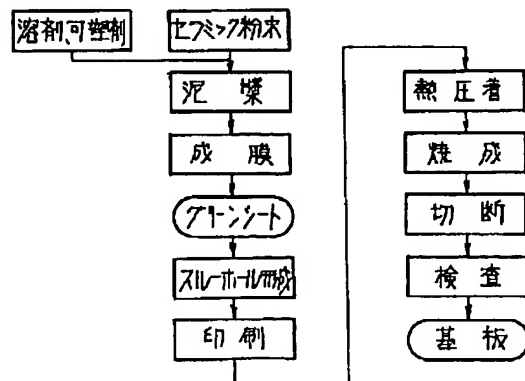 溶剤、可塑剤
セラミック粉末
泥漿
成膜
グリーンシート
スルーホール形成
印刷
熱圧着
焼成
切断
検査
基板